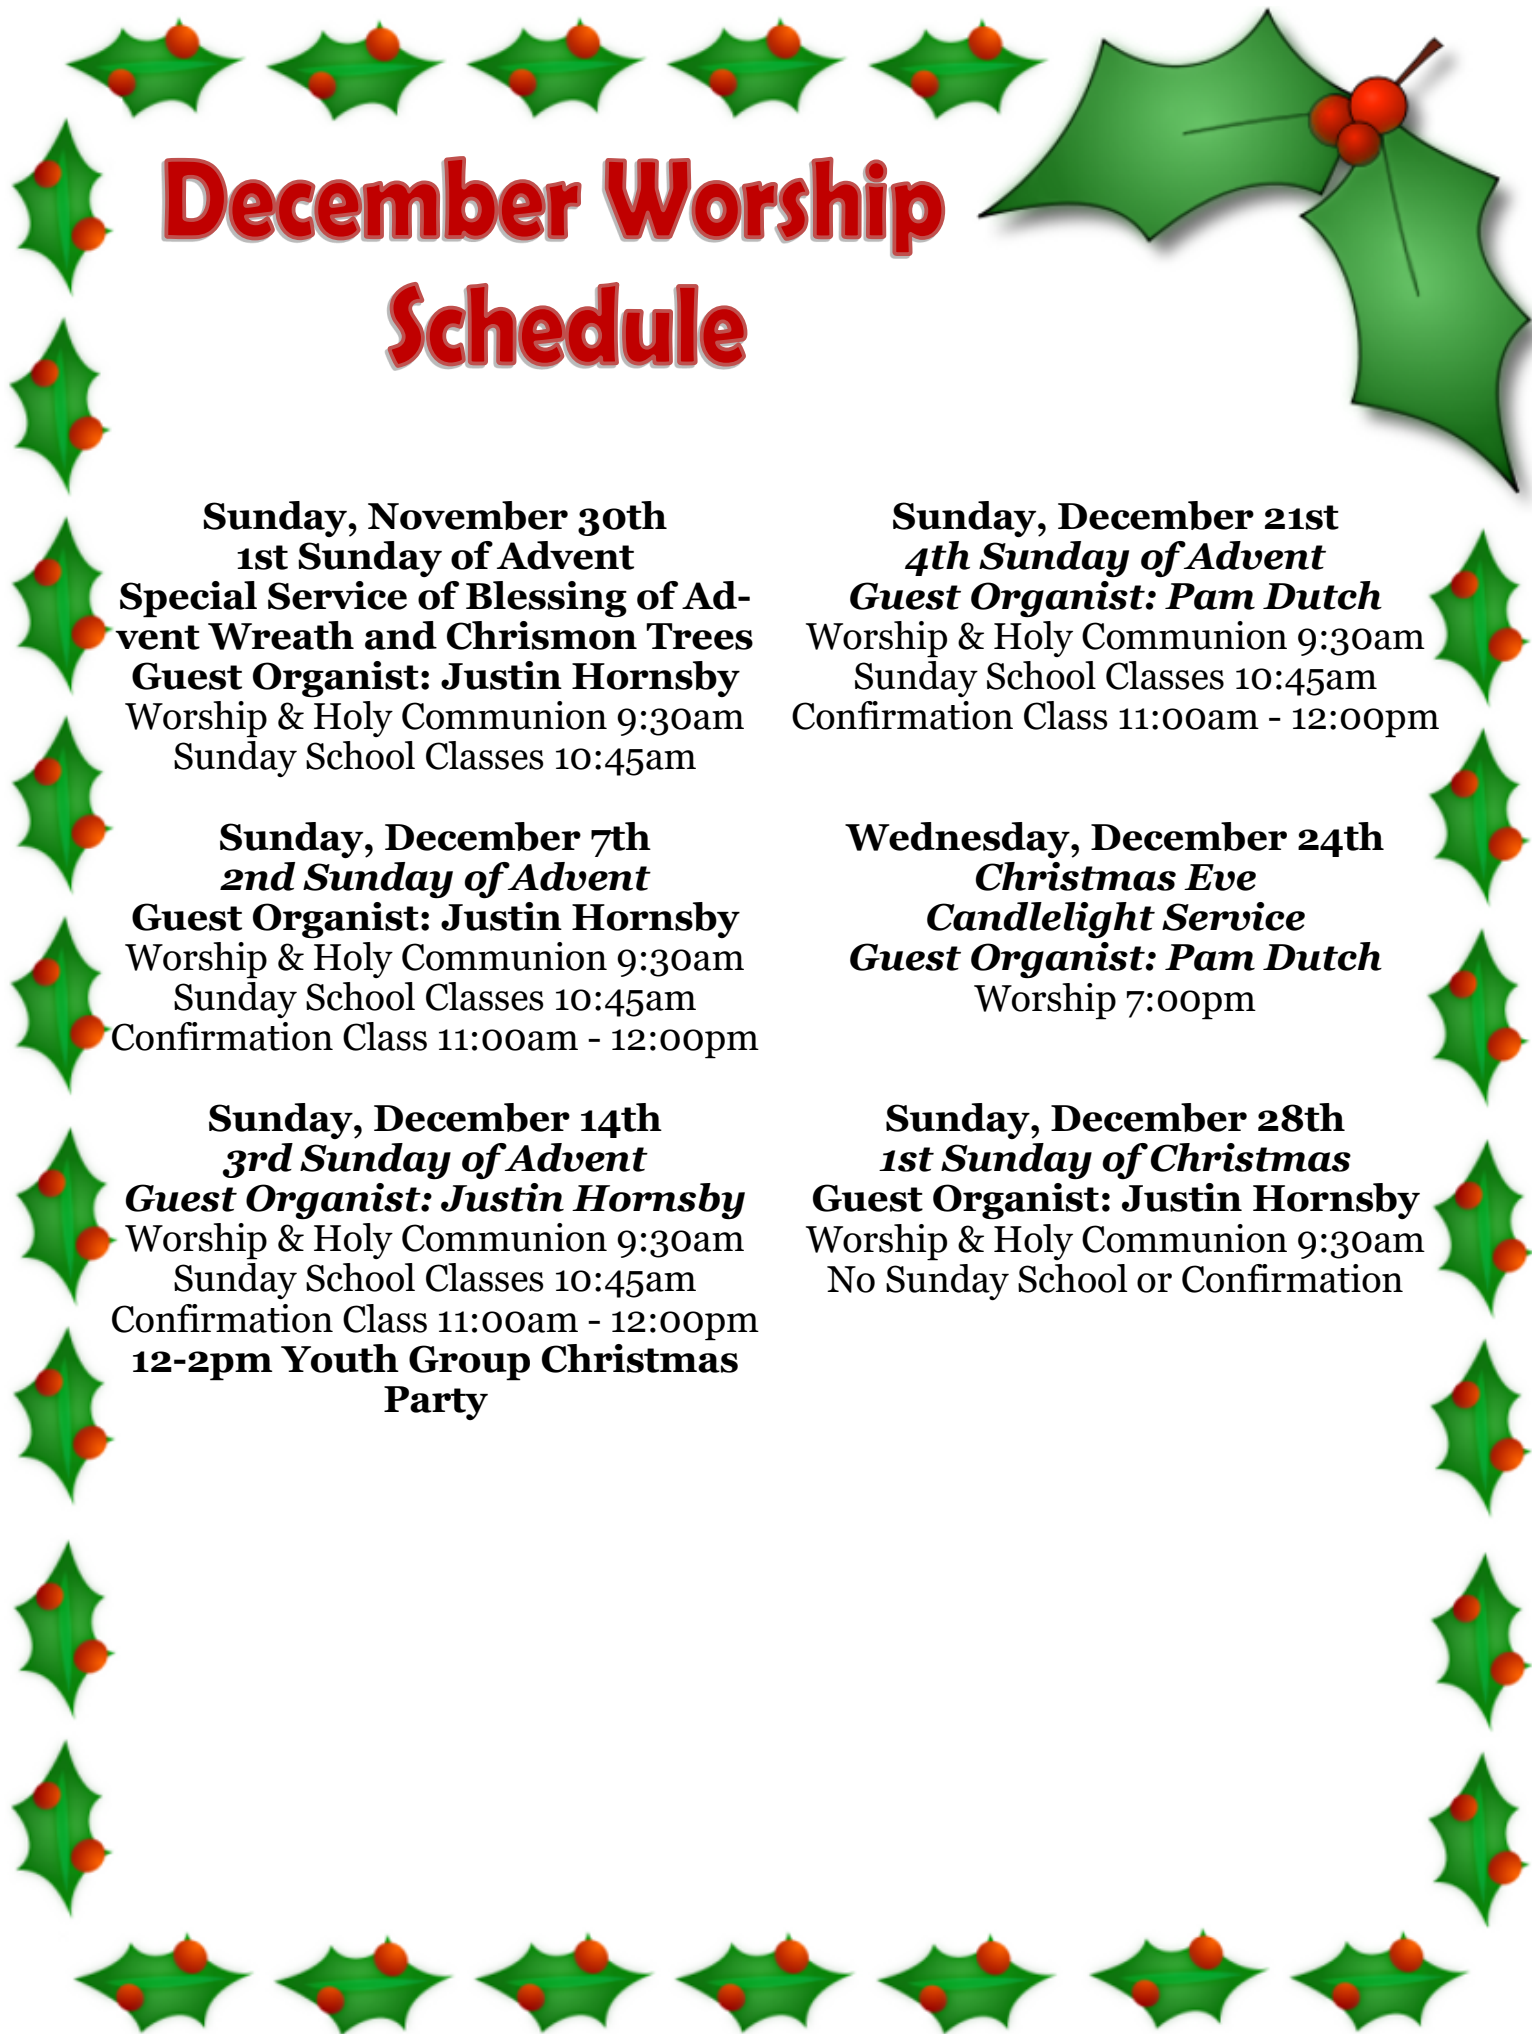 December Worship
Schedule
Sunday, November 30th
1st Sunday of Advent
Special Service of Blessing of Ad-
vent Wreath and Chrismon Trees
Guest Organist: Justin Hornsby
Worship & Holy Communion 9:30am
Sunday School Classes 10:45am
Sunday, December 7th
2nd Sunday of Advent
Guest Organist: Justin Hornsby
Worship & Holy Communion 9:30am
Sunday School Classes 10:45am
Confirmation Class 11:00am - 12:00pm
Sunday, December 14th
3rd Sunday of Advent
Guest Organist: Justin Hornsby
Worship & Holy Communion 9:30am
Sunday School Classes 10:45am
Confirmation Class 11:00am - 12:00pm
12-2pm Youth Group Christmas
Party
Sunday, December 21st
4th Sunday of Advent
Guest Organist: Pam Dutch
Worship & Holy Communion 9:30am
Sunday School Classes 10:45am
Confirmation Class 11:00am - 12:00pm
Wednesday, December 24th
Christmas Eve
Candlelight Service
Guest Organist: Pam Dutch
Worship 7:00pm
Sunday, December 28th
1st Sunday of Christmas
Guest Organist: Justin Hornsby
Worship & Holy Communion 9:30am
No Sunday School or Confirmation